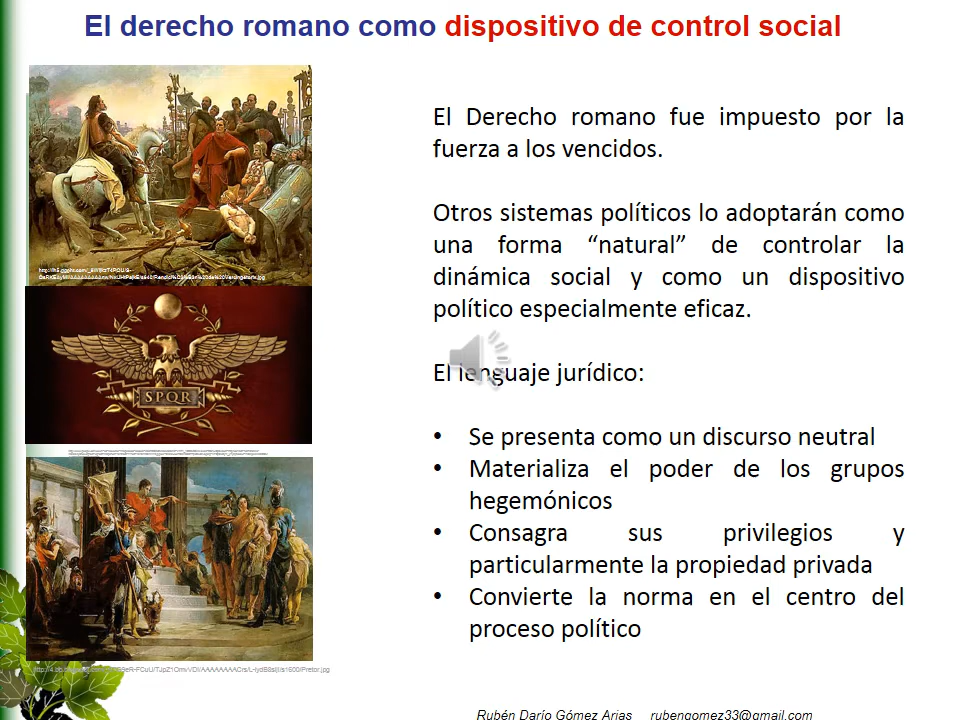 El derecho romano como dispositivo de control social
El Derecho romano fue impuesto por la
fuerza a los vencidos.
Otros sistemas políticos lo adoptarán como
una forma “natural” de controlar la
dinámica social y como un dispositivo
político especialmente eficaz.
El lenguaje jurídico:
• Se presenta como un discurso neutral
• Materializa el poder de los grupos
hegemónicos
• Consagra sus privilegios y
particularmente la propiedad privada
• Convierte la norma en el centro del
proceso político
SPQR
Rubén Darío Gómez Arias rubengomez33@gmail.com